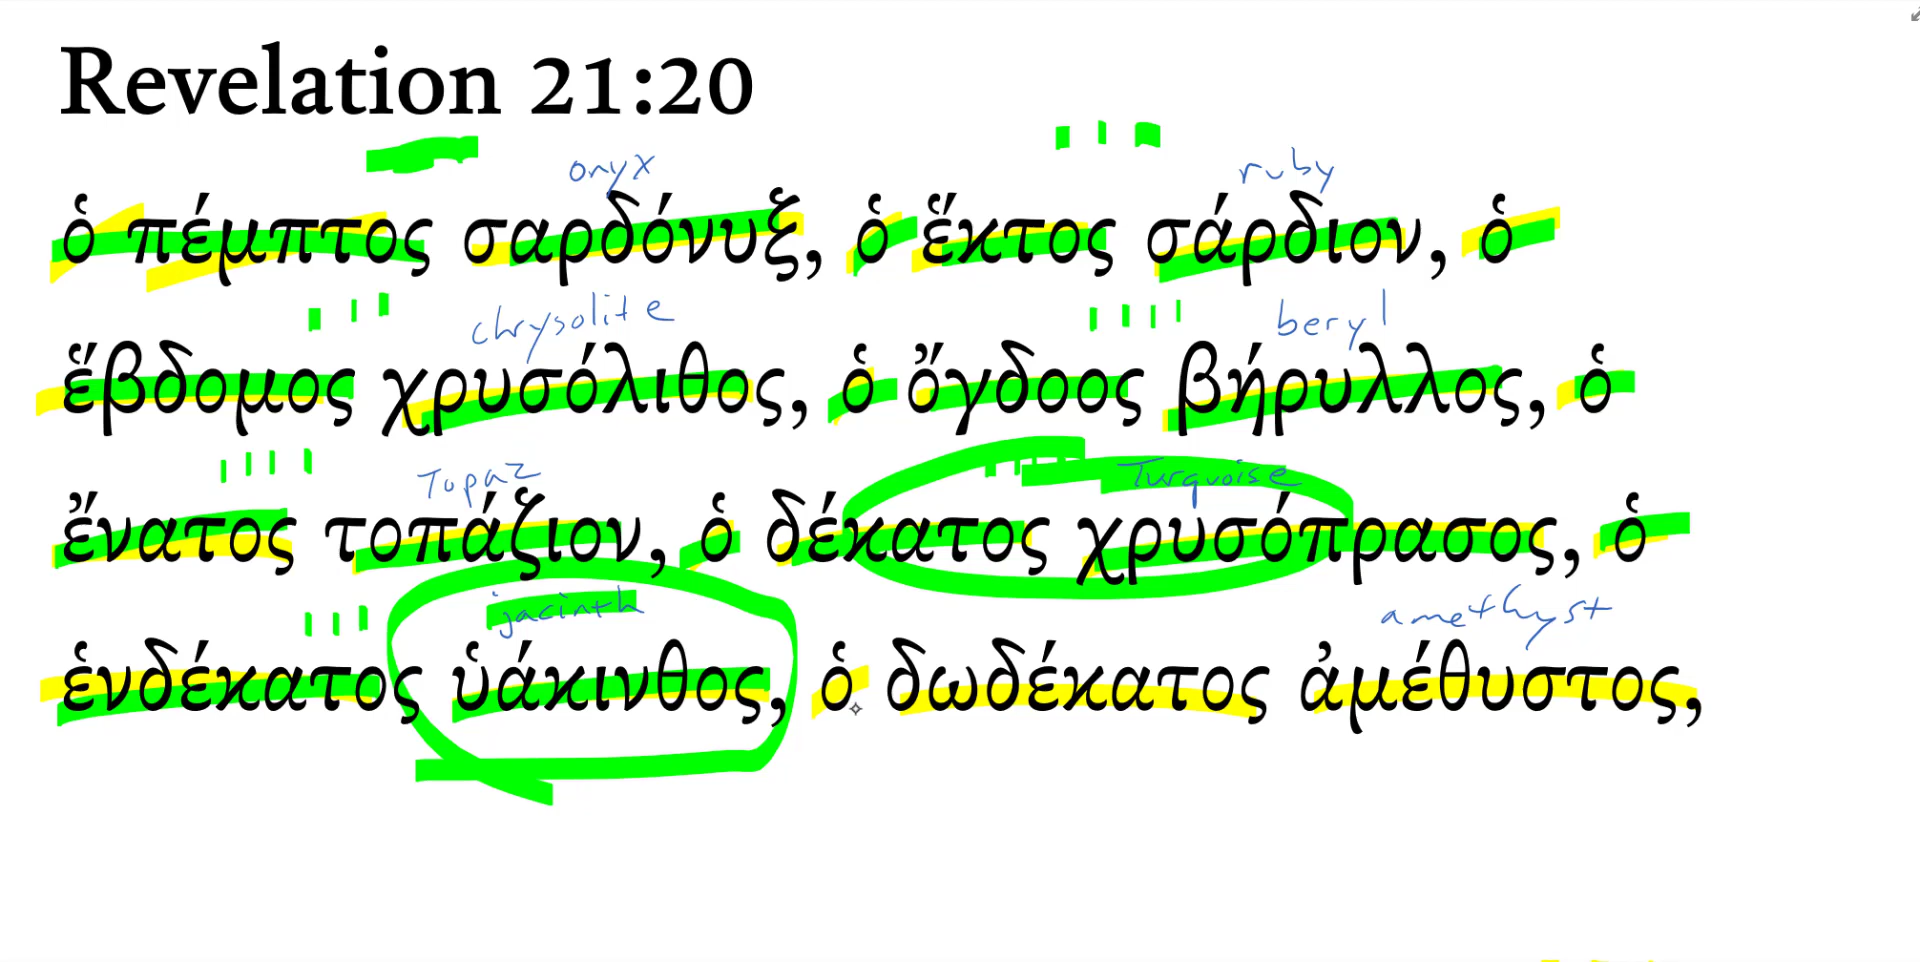 Revelation 21:20
onyx ruby
ὁ πέμπτος σαρδόνυξ, ὁ ἕκτος σάρδιον, ὁ
chrysolite beryl
ἕβδομος χρυσόλιθος, ὁ ὄγδοος βήρυλλος, ὁ
Topaz Turquoise
ἔνατος τοπάζιον, ὁ δέκατος χρυσόπρασος, ὁ
jacinth amethyst
ἑνδέκατος ὑάκινθος, ὁ δωδέκατος ἀμέθυστος,